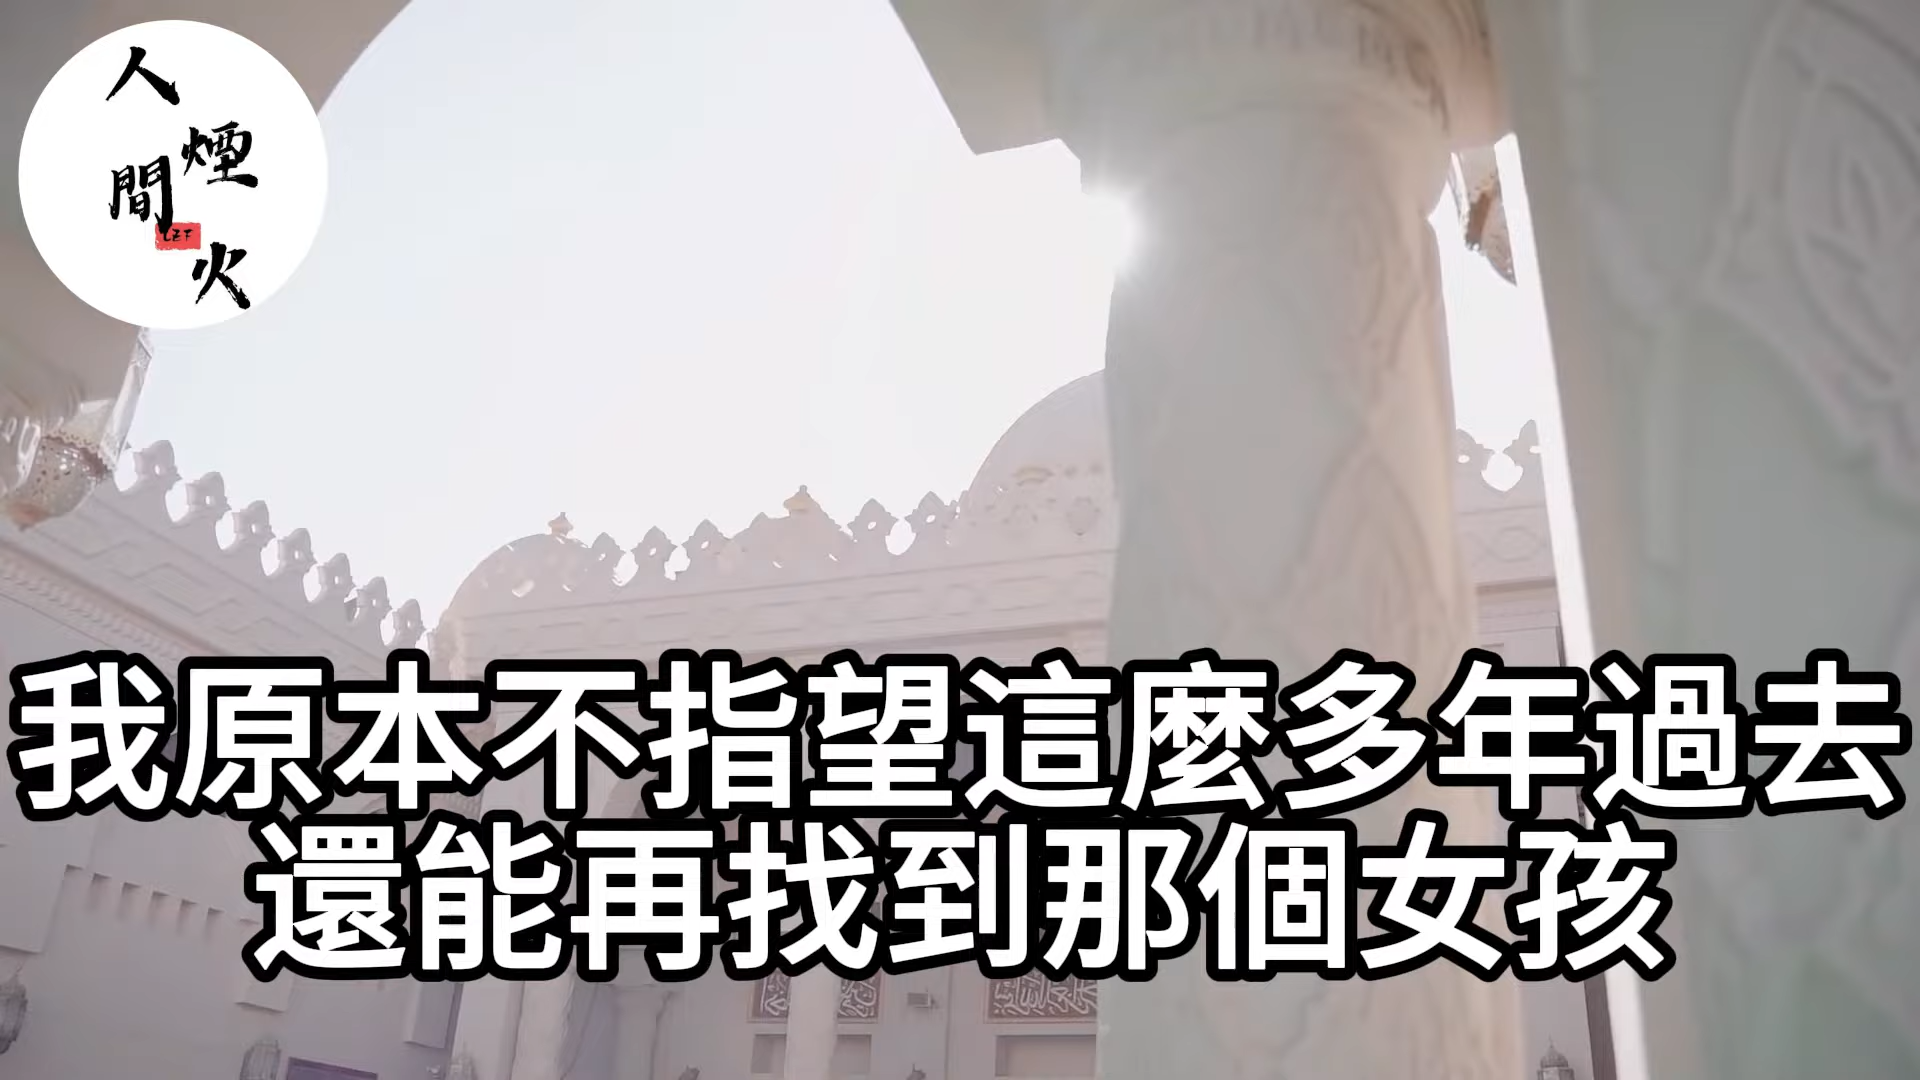 人間煙火
LZF
我原本不指望這麼多年過去
還能再找到那個女孩